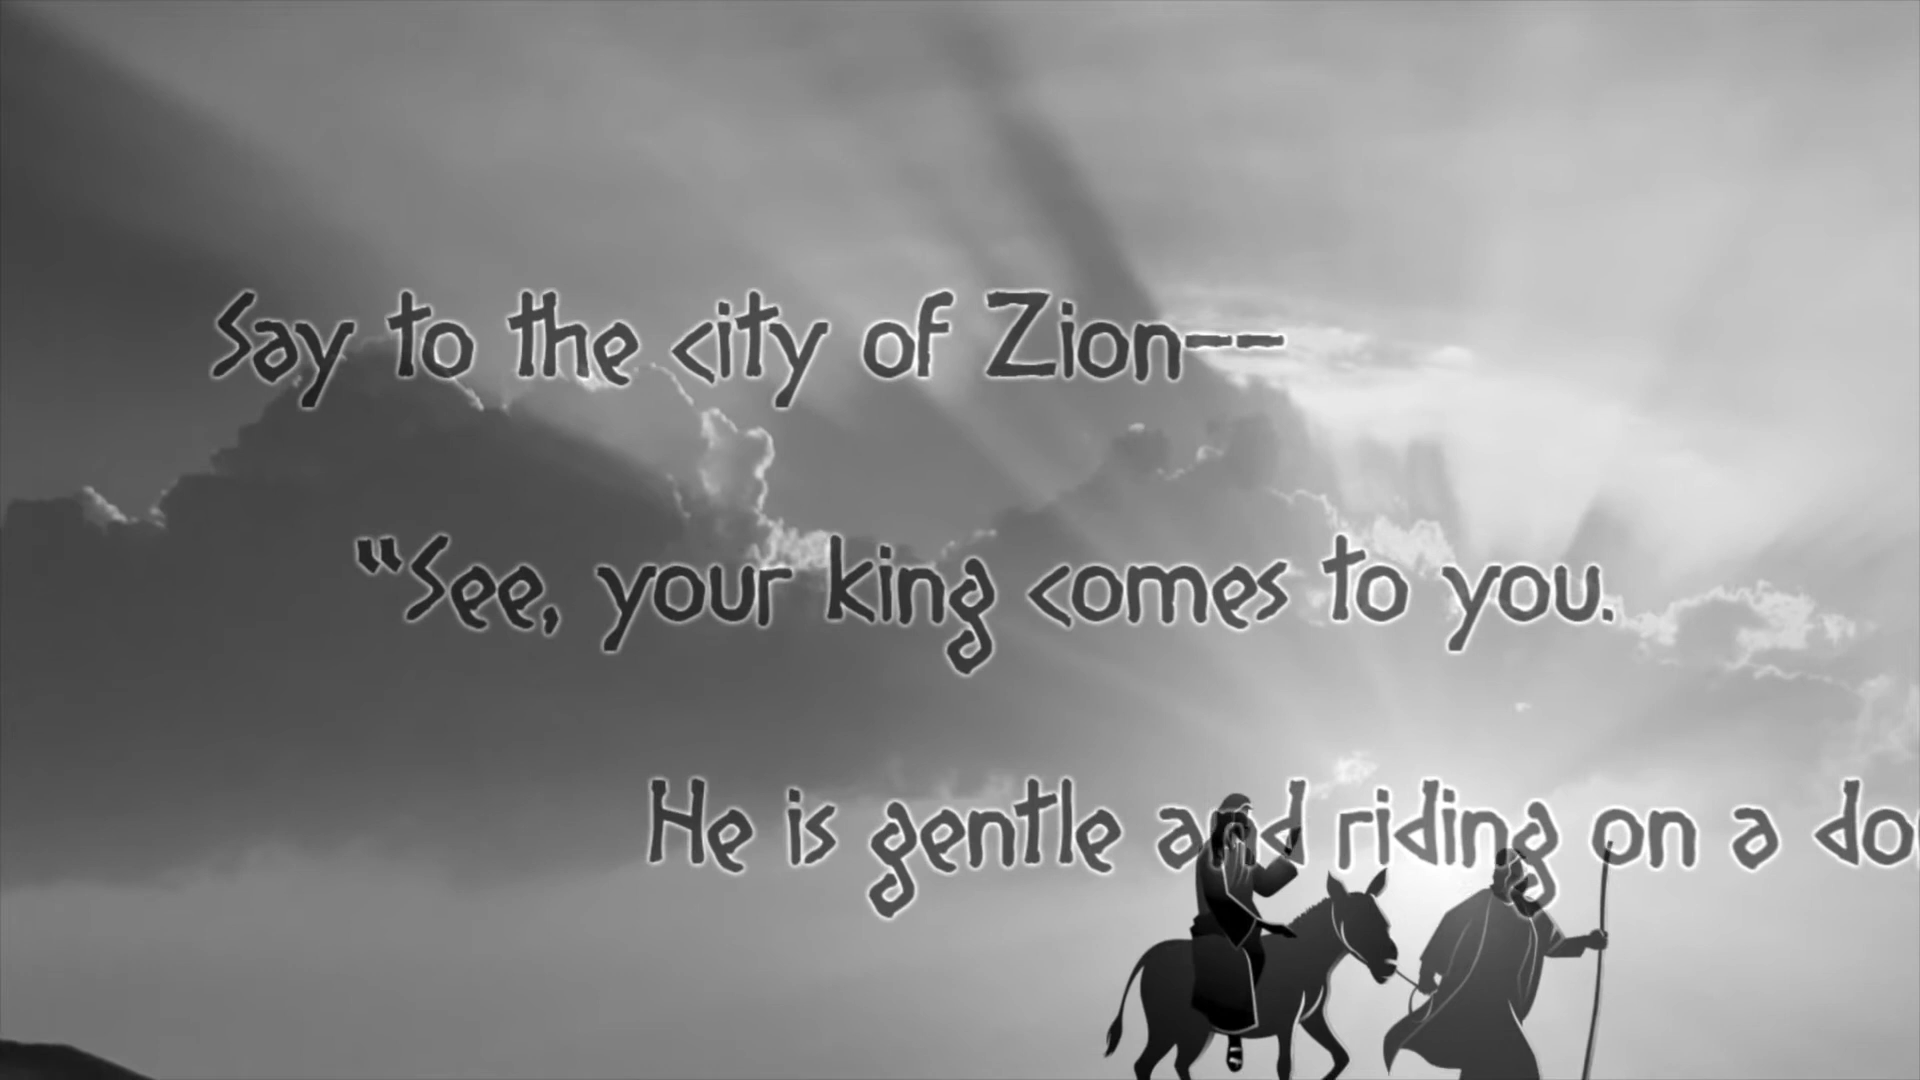 Say to the city of Zion--
"See, your king comes to you.
He is gentle and riding on a